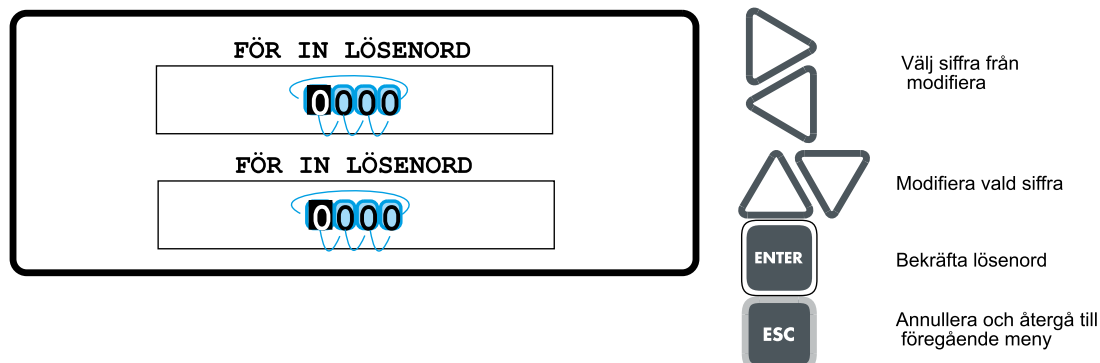 FÖR IN LÖSENORD
0000
FÖR IN LÖSENORD
0000
Välj siffra från
modifiera
Modifiera vald siffra
ENTER
Bekräfta lösenord
ESC
Annullera och återgå till
föregående meny